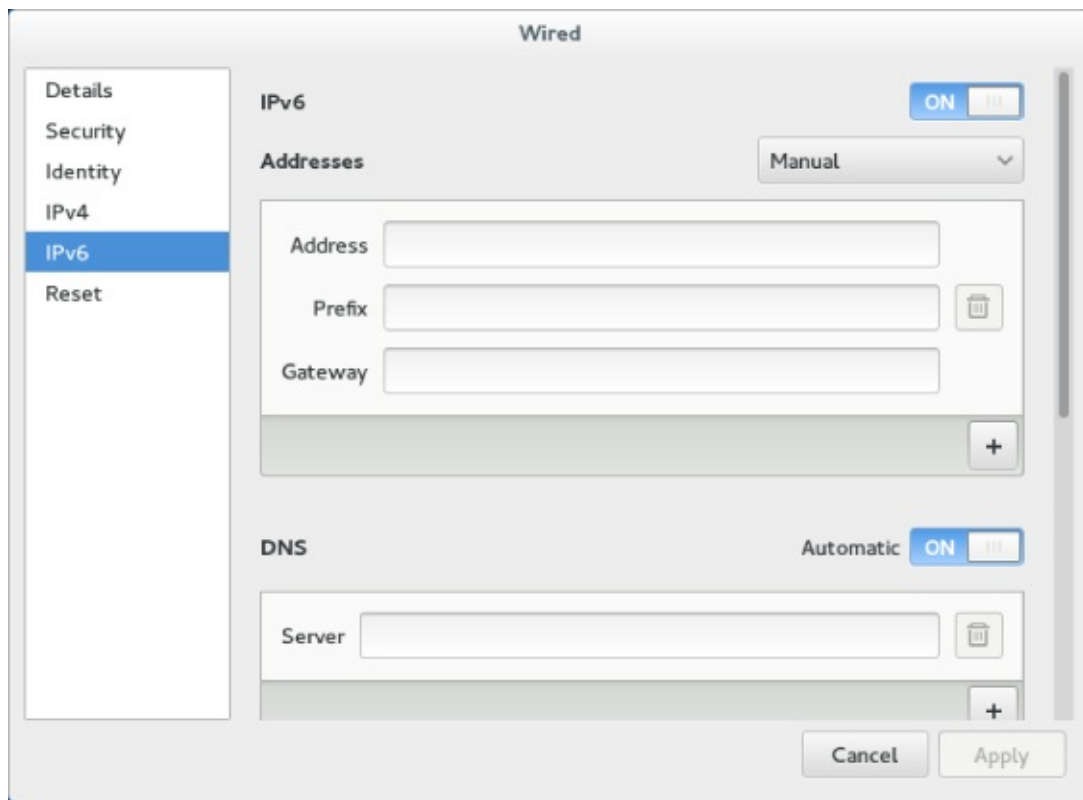 Wired
Details
Security
Identity
IPv4
IPv6
Reset
IPv6 ON
Addresses Manual
Address
Prefix
Gateway
+
DNS Automatic ON
Server
+
Cancel Apply